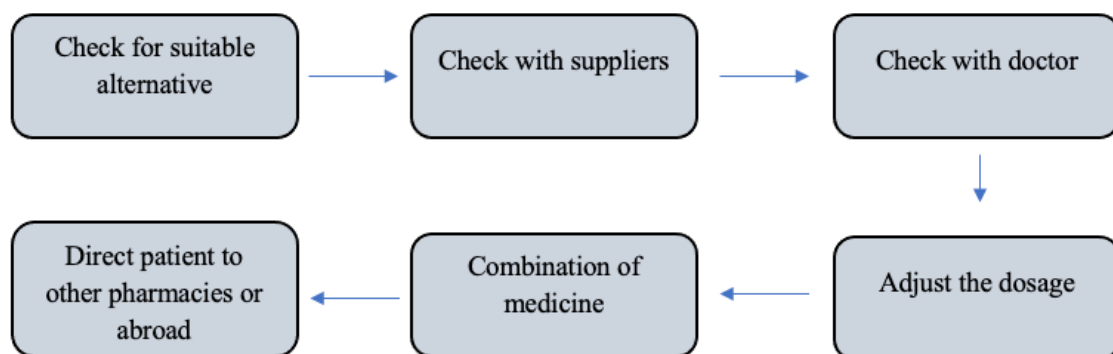 Check for suitable
alternative
Check with suppliers
Check with doctor
Adjust the dosage
Combination of
medicine
Direct patient to
other pharmacies or
abroad